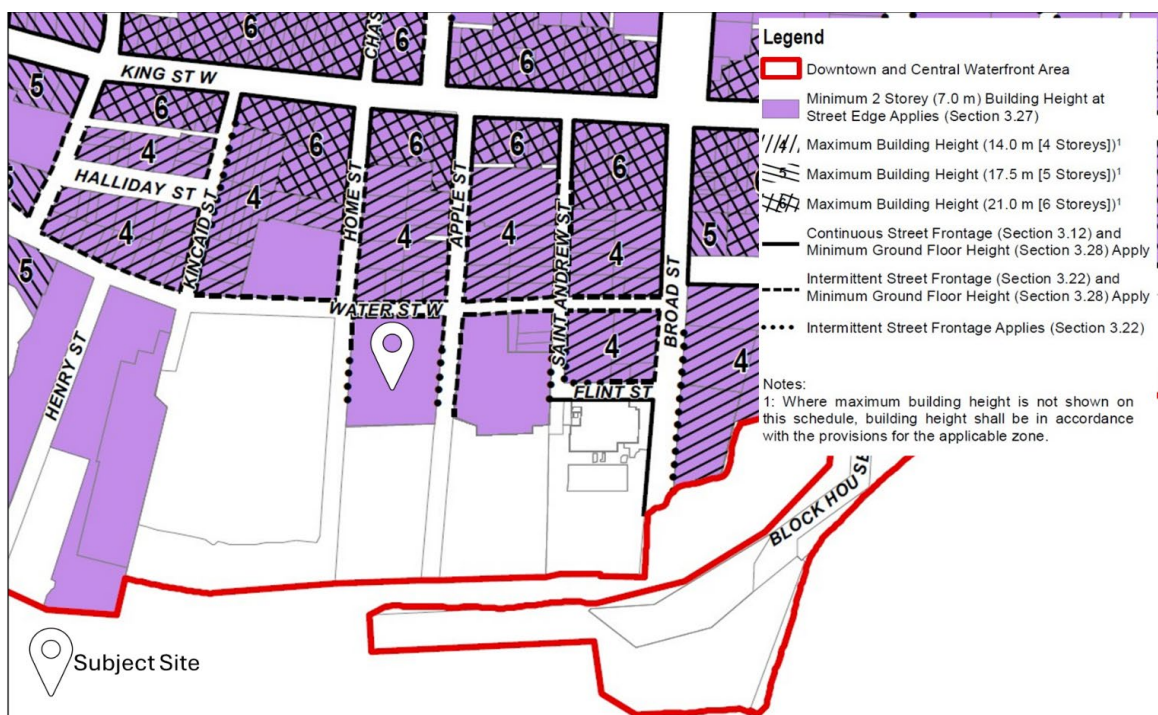 CHAS
KING ST W
HALLIDAY ST
KINCAID ST
HOME ST
APPLE ST
SAINT ANDREW ST
BROAD ST
WATER ST W
HENRY ST
FLINT ST
BLOCK HOUSE
6
6
6
5
6
4
6
6
6
6
6
4
4
4
4
4
4
5
5
4
4
Subject Site
Legend
Downtown and Central Waterfront Area
Minimum 2 Storey (7.0 m) Building Height at
Street Edge Applies (Section 3.27)
4 Maximum Building Height (14.0 m [4 Storeys])¹
5 Maximum Building Height (17.5 m [5 Storeys])¹
6 Maximum Building Height (21.0 m [6 Storeys])¹
Continuous Street Frontage (Section 3.12) and
Minimum Ground Floor Height (Section 3.28) Apply
Intermittent Street Frontage (Section 3.22) and
Minimum Ground Floor Height (Section 3.28) Apply
Intermittent Street Frontage Applies (Section 3.22)
Notes:
1: Where maximum building height is not shown on
this schedule, building height shall be in accordance
with the provisions for the applicable zone.